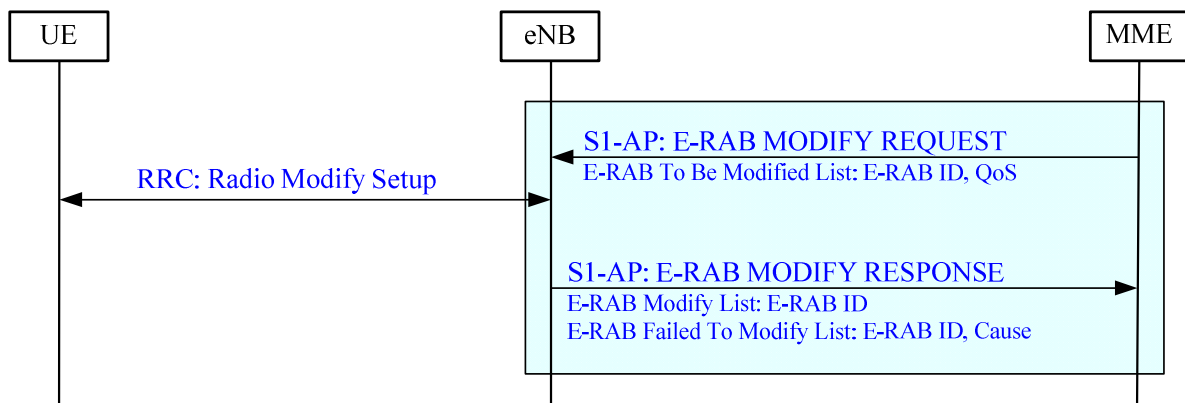 UE
eNB
MME
S1-AP: E-RAB MODIFY REQUEST
E-RAB To Be Modified List: E-RAB ID, QoS
RRC: Radio Modify Setup
S1-AP: E-RAB MODIFY RESPONSE
E-RAB Modify List: E-RAB ID
E-RAB Failed To Modify List: E-RAB ID, Cause